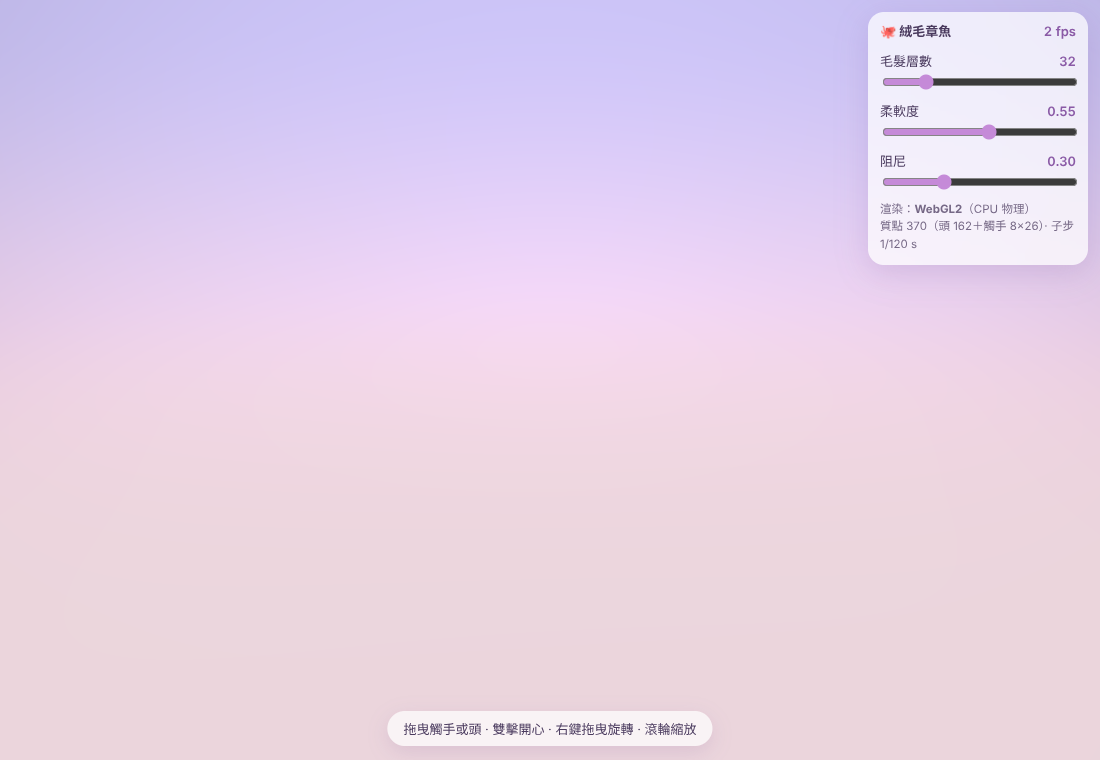 🐙 絨毛章魚 2 fps
毛髮層數 32
柔軟度 0.55
阻尼 0.30
渲染：WebGL2（CPU 物理）
質點 370（頭 162＋觸手 8×26）· 子步
1/120 s
拖曳觸手或頭 · 雙擊開心 · 右鍵拖曳旋轉 · 滾輪縮放